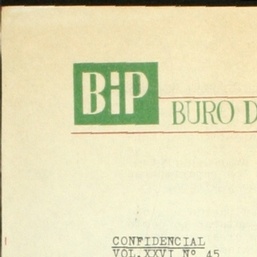 BiP
BURO D
CONFIDENCIAL
VOL.XXVI Nº 45